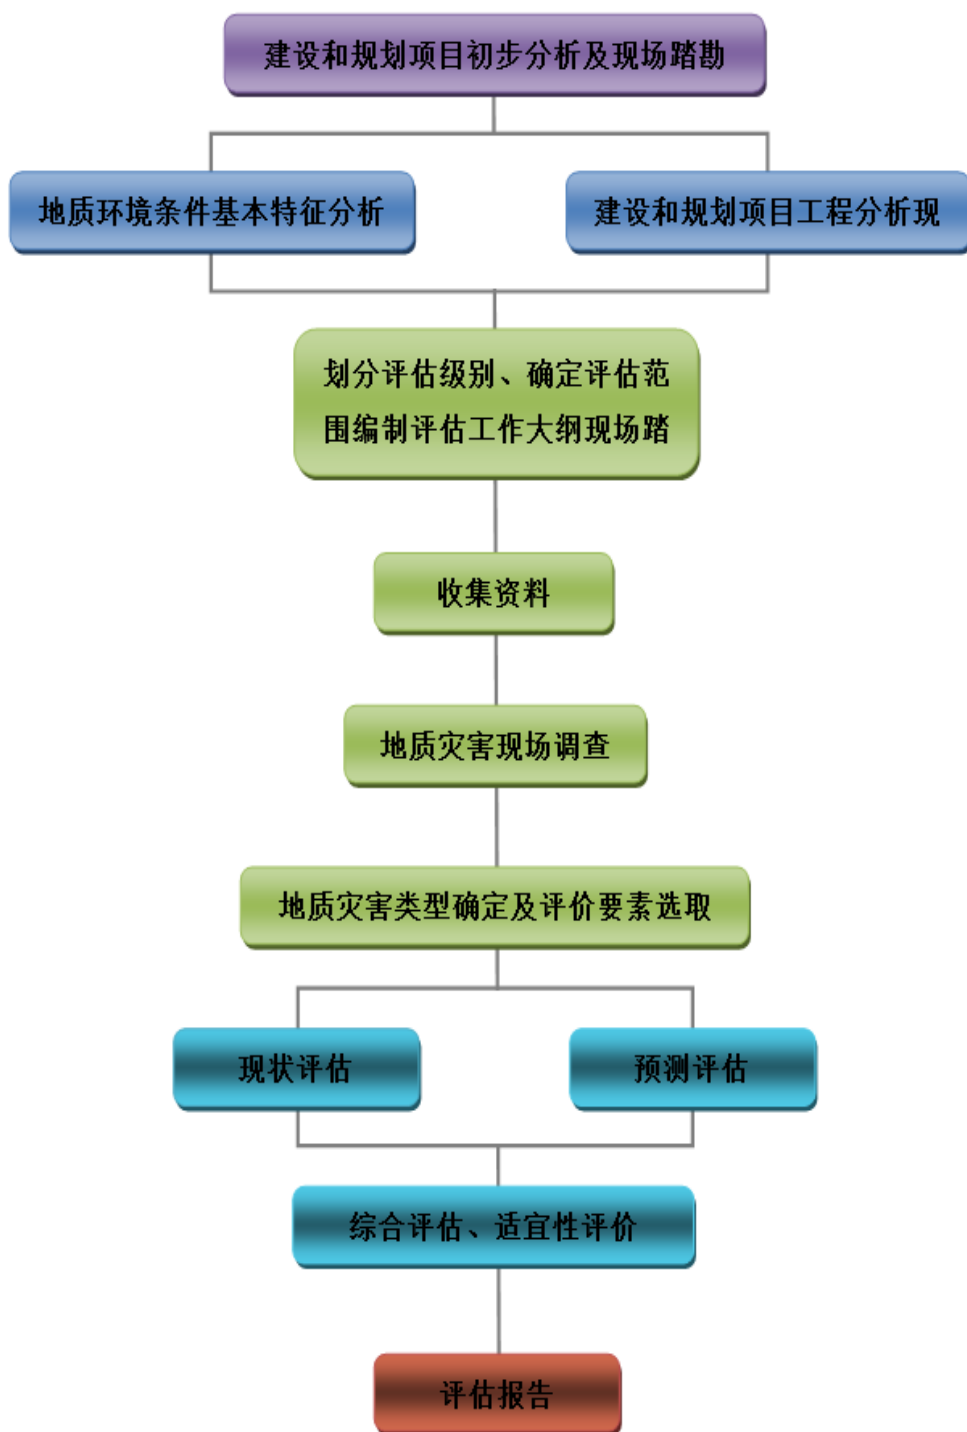 建设和规划项目初步分析及现场踏勘
地质环境条件基本特征分析
建设和规划项目工程分析现
划分评估级别、确定评估范
围编制评估工作大纲现场踏
收集资料
地质灾害现场调查
地质灾害类型确定及评价要素选取
现状评估
预测评估
综合评估、适宜性评价
评估报告